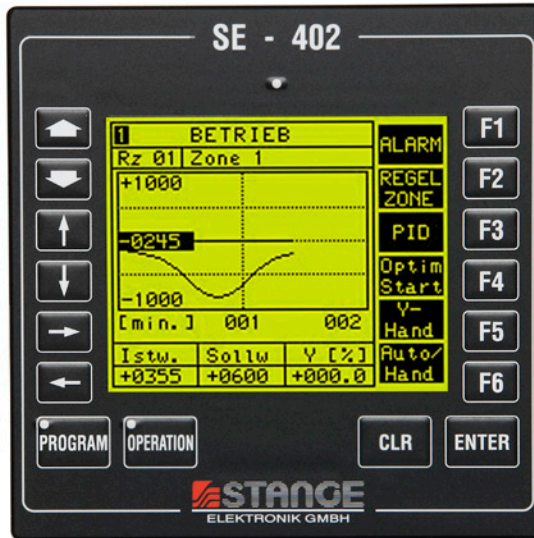 SE - 402
1 BETRIEB
ALARM
Rz 01 Zone 1
+1000
REGEL
ZONE
-0245
PID
Optim
Start
-1000
[min.] 001 002
Y-
Hand
Istw. Sollw Y [%]
+0355 +0600 +000.0
Auto/
Hand
F1
F2
F3
F4
F5
F6
PROGRAM
OPERATION
CLR
ENTER
STANGE
ELEKTRONIK GMBH